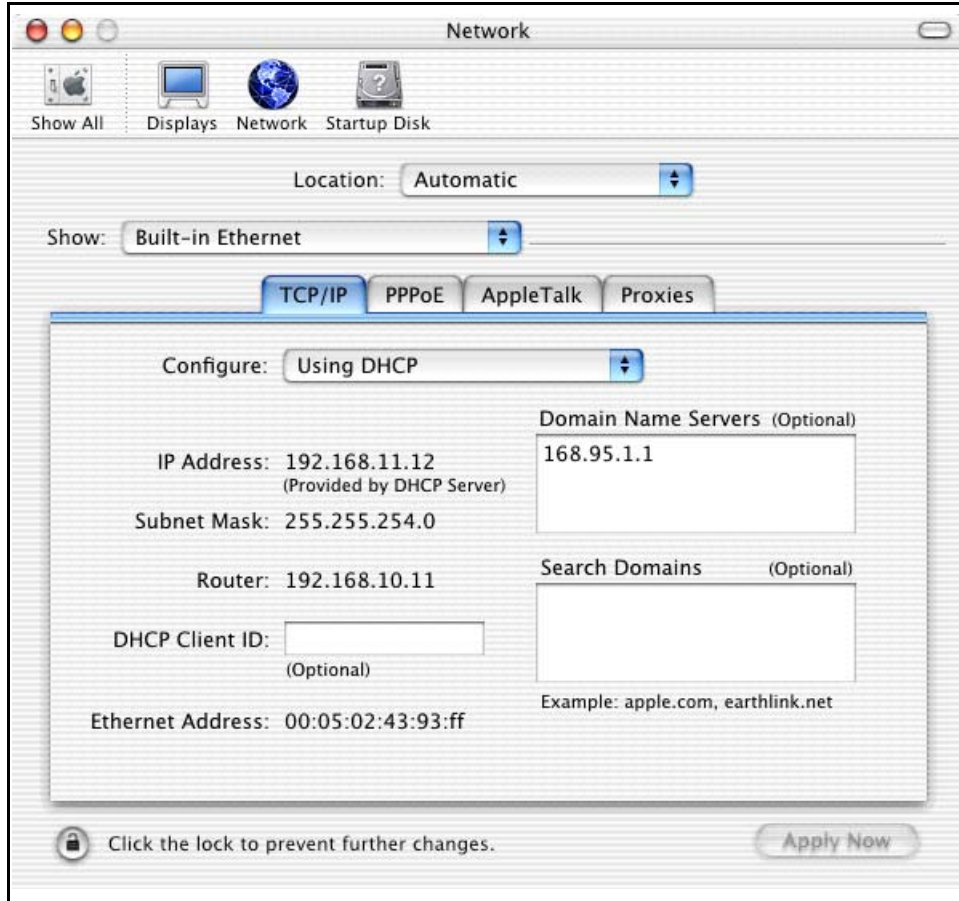 Network
Show All Displays Network Startup Disk
Location: Automatic
Show: Built-in Ethernet
TCP/IP PPPoE AppleTalk Proxies
Configure: Using DHCP
Domain Name Servers (Optional)
168.95.1.1
IP Address: 192.168.11.12
(Provided by DHCP Server)
Subnet Mask: 255.255.254.0
Router: 192.168.10.11
Search Domains (Optional)
DHCP Client ID:
(Optional)
Example: apple.com, earthlink.net
Ethernet Address: 00:05:02:43:93:ff
Click the lock to prevent further changes.
Apply Now